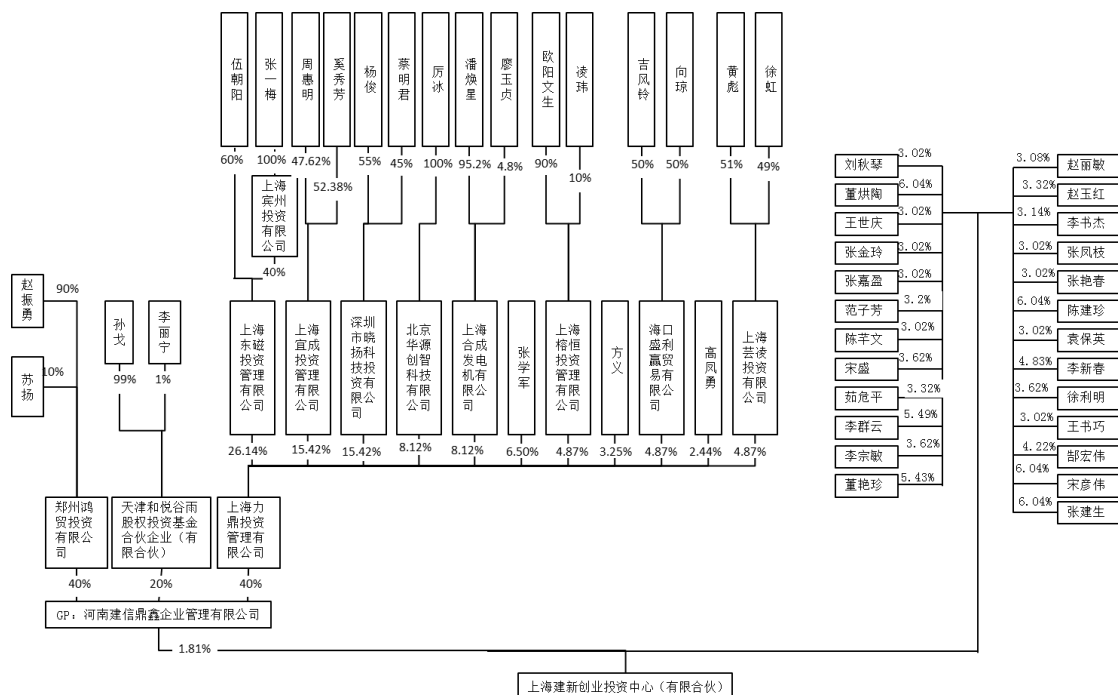 伍朝阳
张一梅
周惠明
奚秀芳
杨俊
蔡明君
厉冰
潘焕星
廖玉贞
欧阳文生
凌玮
吉风铃
向琼
黄彪
徐虹
60%
100%
47.62%
52.38%
55%
45%
100%
95.2%
4.8%
90%
10%
50%
50%
51%
49%
上海
宾州
投资
有限
公司
40%
赵振勇
90%
苏扬
10%
孙戈
99%
李丽宁
1%
上海
东磁
投资
管理
有限
公司
上海
宜成
投资
管理
有限
公司
深圳
市晓
扬科
技投
资有
限公
司
北京
华源
创智
科技
有限
公司
上海
合成
发电
机有
限公
司
张学军
上海
榕恒
投资
管理
有限
公司
方义
海口
盛利
赢贸
易有
限公
司
高凤勇
上海
芸凌
投资
有限
公司
26.14%
15.42%
15.42%
8.12%
8.12%
6.50%
4.87%
3.25%
4.87%
2.44%
4.87%
郑州鸿
贸投资
有限公
司
天津和悦谷雨
股权投资基金
合伙企业（有
限合伙）
上海力
鼎投资
管理有
限公司
40%
20%
40%
GP：河南建信鼎鑫企业管理有限公司
1.81%
上海建新创业投资中心（有限合伙）
刘秋琴
3.02%
董烘陶
6.04%
王世庆
3.02%
张金玲
3.02%
张嘉盈
3.02%
范子芳
3.2%
陈芊文
3.02%
宋盛
3.62%
茹危平
3.32%
李群云
5.49%
李宗敏
3.62%
董艳珍
5.43%
3.08%
赵丽敏
3.32%
赵玉红
3.14%
李书杰
3.02%
张凤枝
3.02%
张艳春
6.04%
陈建珍
3.02%
袁保英
4.83%
李新春
3.62%
徐利明
3.02%
王书巧
4.22%
郜宏伟
6.04%
宋彦伟
6.04%
张建生